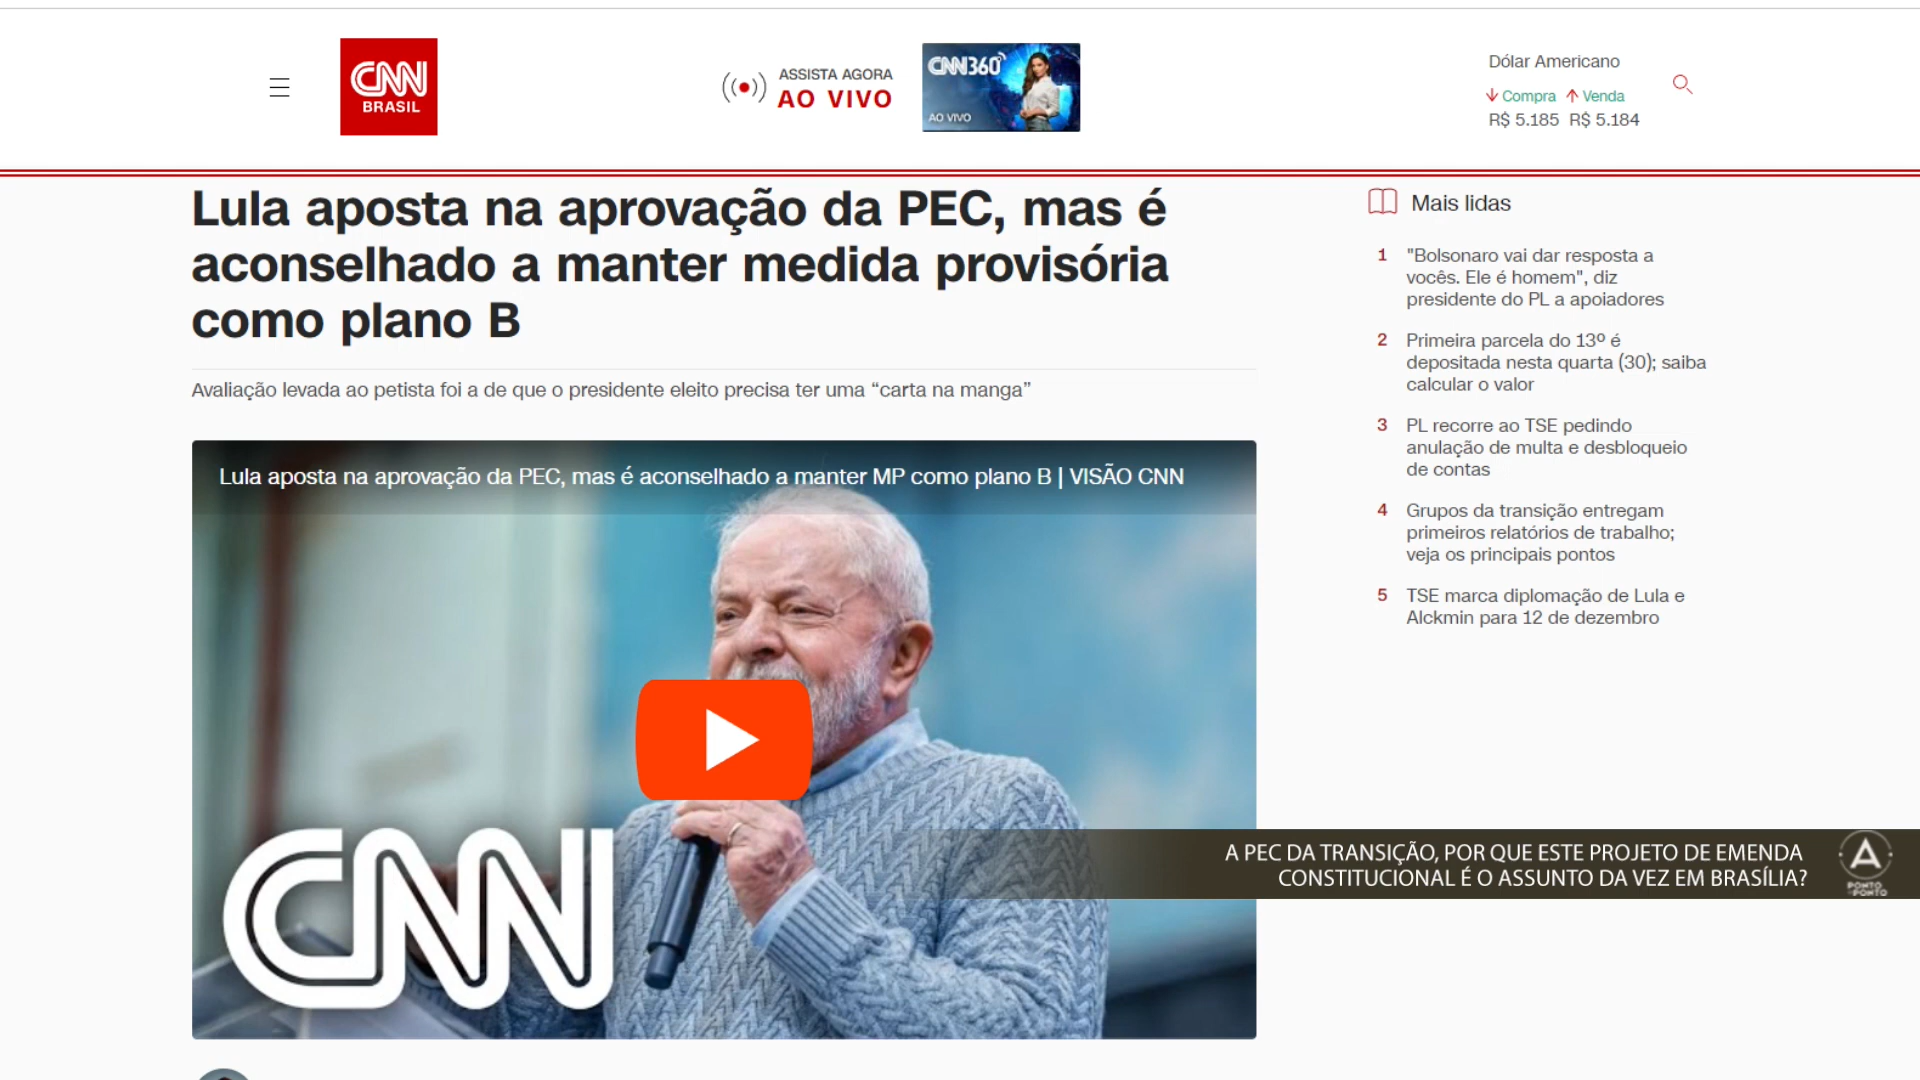 CNN
BRASIL
ASSISTA AGORA
AO VIVO
CNN360
AO VIVO
Dólar Americano
Compra Venda
R$ 5.185 R$ 5.184
Lula aposta na aprovação da PEC, mas é
aconselhado a manter medida provisória
como plano B
Avaliação levada ao petista foi a de que o presidente eleito precisa ter uma “carta na manga”
Lula aposta na aprovação da PEC, mas é aconselhado a manter MP como plano B | VISÃO CNN
CNN
Mais lidas
1 "Bolsonaro vai dar resposta a
vocês. Ele é homem", diz
presidente do PL a apoiadores
2 Primeira parcela do 13º é
depositada nesta quarta (30); saiba
calcular o valor
3 PL recorre ao TSE pedindo
anulação de multa e desbloqueio
de contas
4 Grupos da transição entregam
primeiros relatórios de trabalho;
veja os principais pontos
5 TSE marca diplomação de Lula e
Alckmin para 12 de dezembro
A PEC DA TRANSIÇÃO, POR QUE ESTE PROJETO DE EMENDA
CONSTITUCIONAL É O ASSUNTO DA VEZ EM BRASÍLIA?
A
PONTO
PONTO